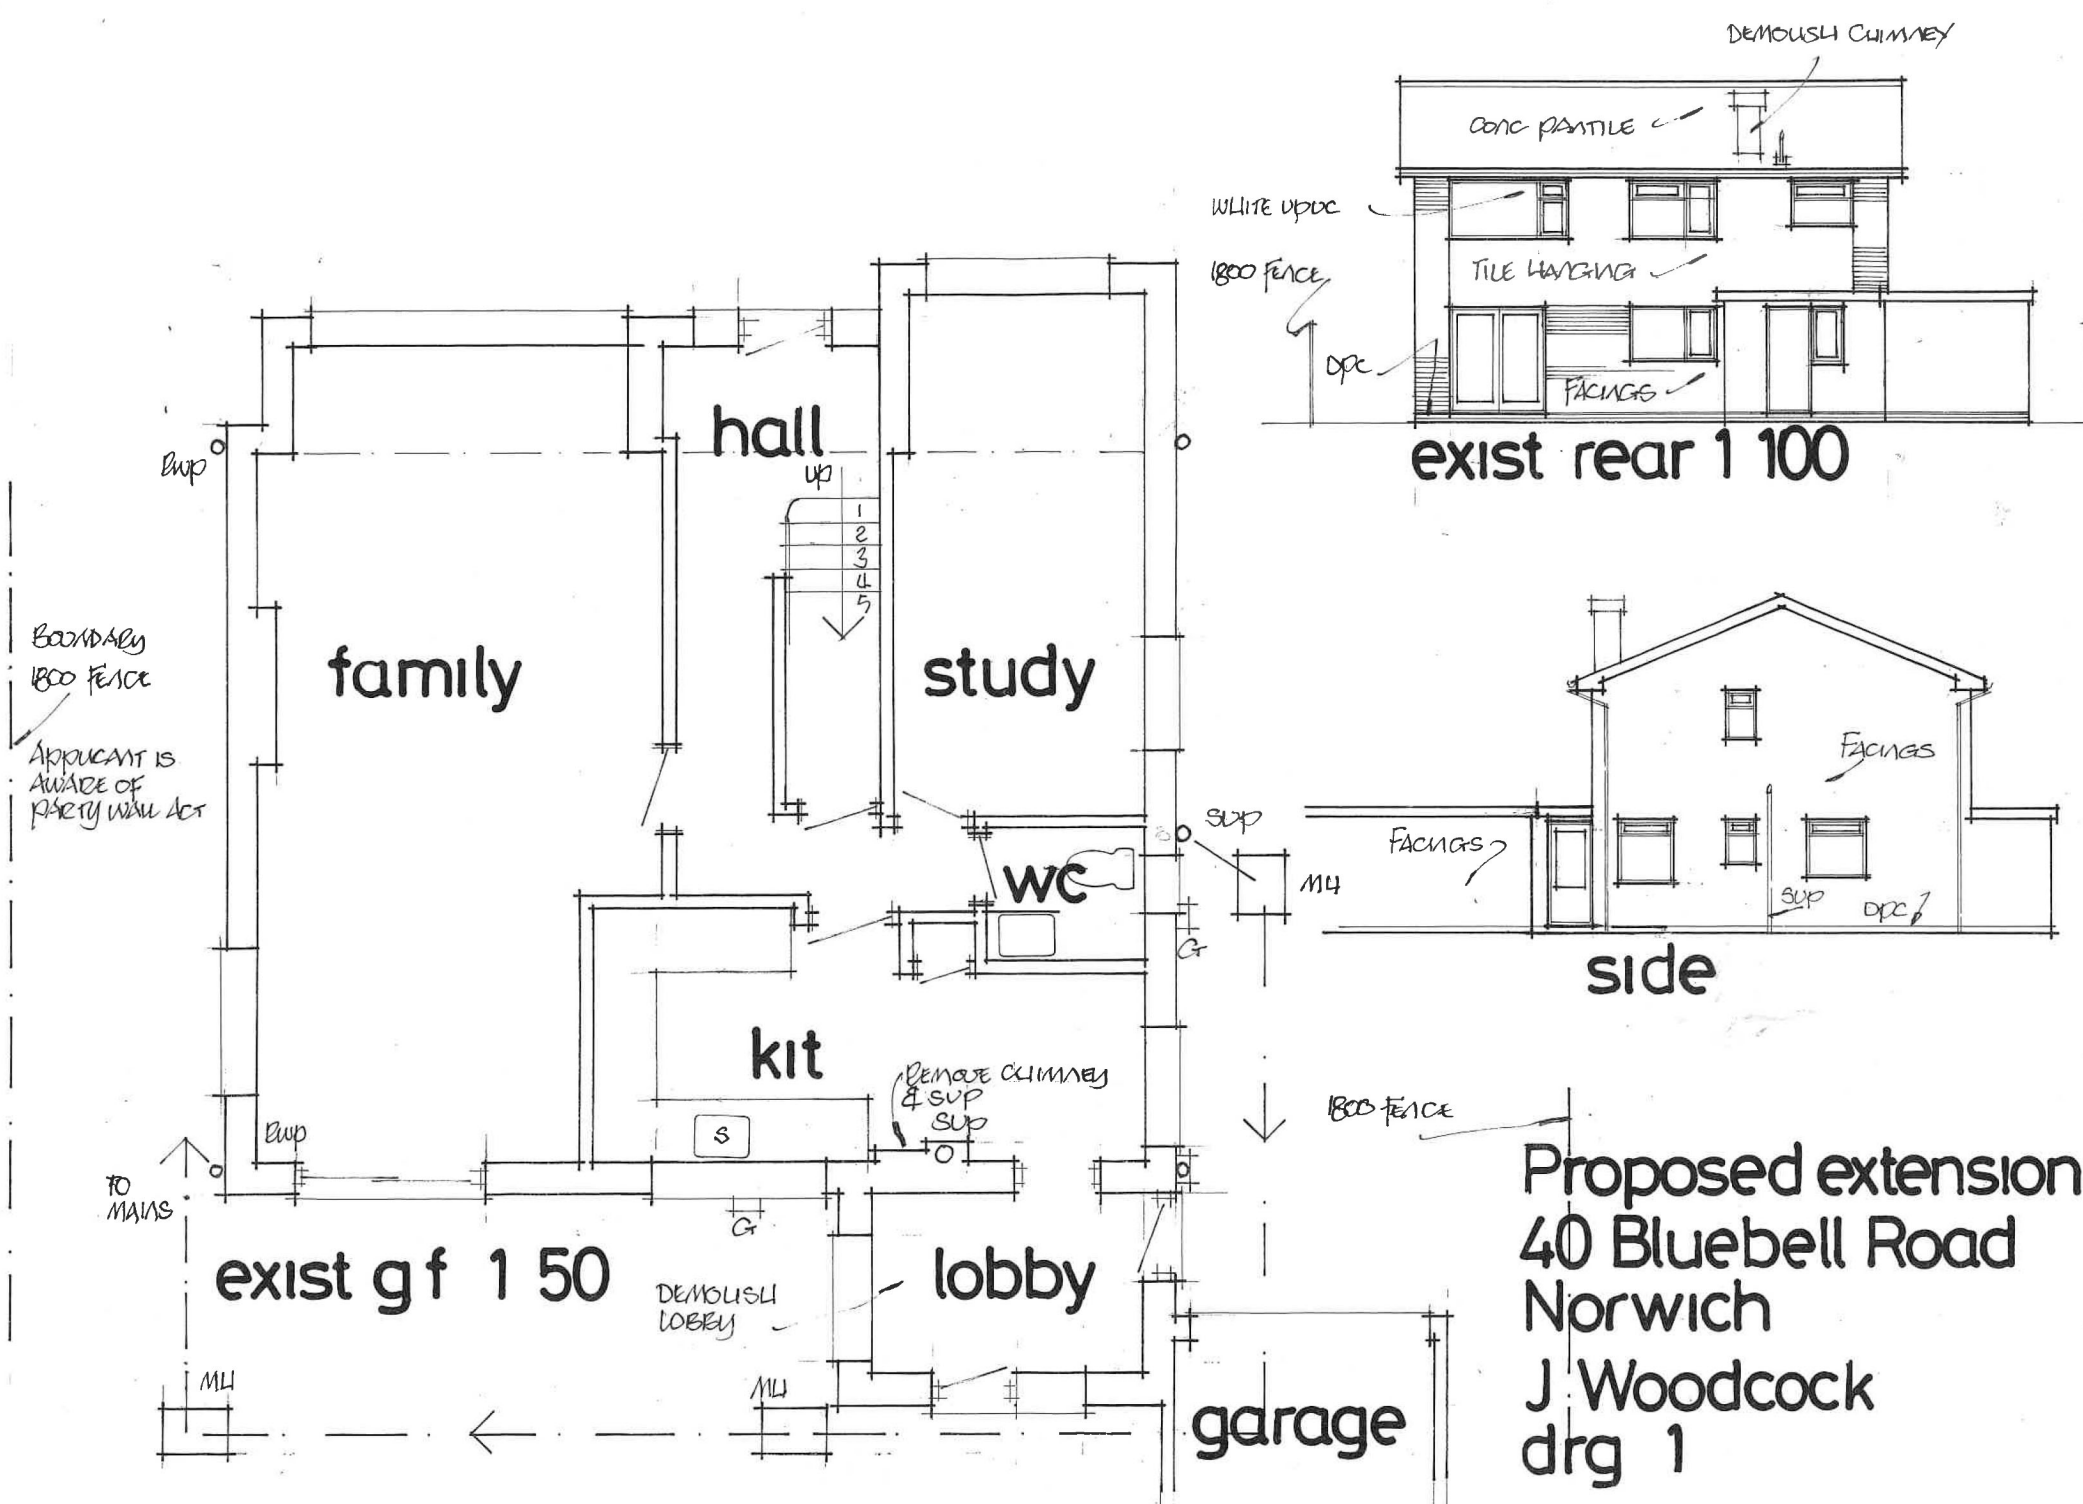 DEMOLISH CHIMNEY
CONC PANTILE
WHITE UPVC
1800 FENCE
TILE HANGING
DPC
FACINGS
exist rear 1 100
hall
UP
1
2
3
4
5
RWP
family
study
BOUNDARY
1800 FENCE
APPLICANT IS
AWARE OF
PARTY WALL ACT
SVP
MH
WC
G
FACINGS
FACINGS
SVP
DPC
side
kit
REMOVE CHIMNEY
& SVP
SVP
S
RWP
TO
MAINS
G
exist g f 1 50
DEMOLISH
LOBBY
lobby
MH
MH
garage
1800 FENCE
Proposed extension
40 Bluebell Road
Norwich
J Woodcock
drg 1